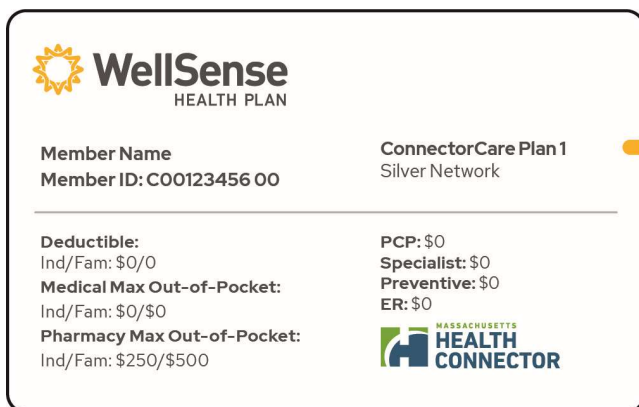 WellSense
HEALTH PLAN
Member Name
Member ID: C00123456 00
ConnectorCare Plan 1
Silver Network
Deductible:
Ind/Fam: $0/0
Medical Max Out-of-Pocket:
Ind/Fam: $0/$0
Pharmacy Max Out-of-Pocket:
Ind/Fam: $250/$500
PCP: $0
Specialist: $0
Preventive: $0
ER: $0
MASSACHUSETTS
HEALTH
CONNECTOR